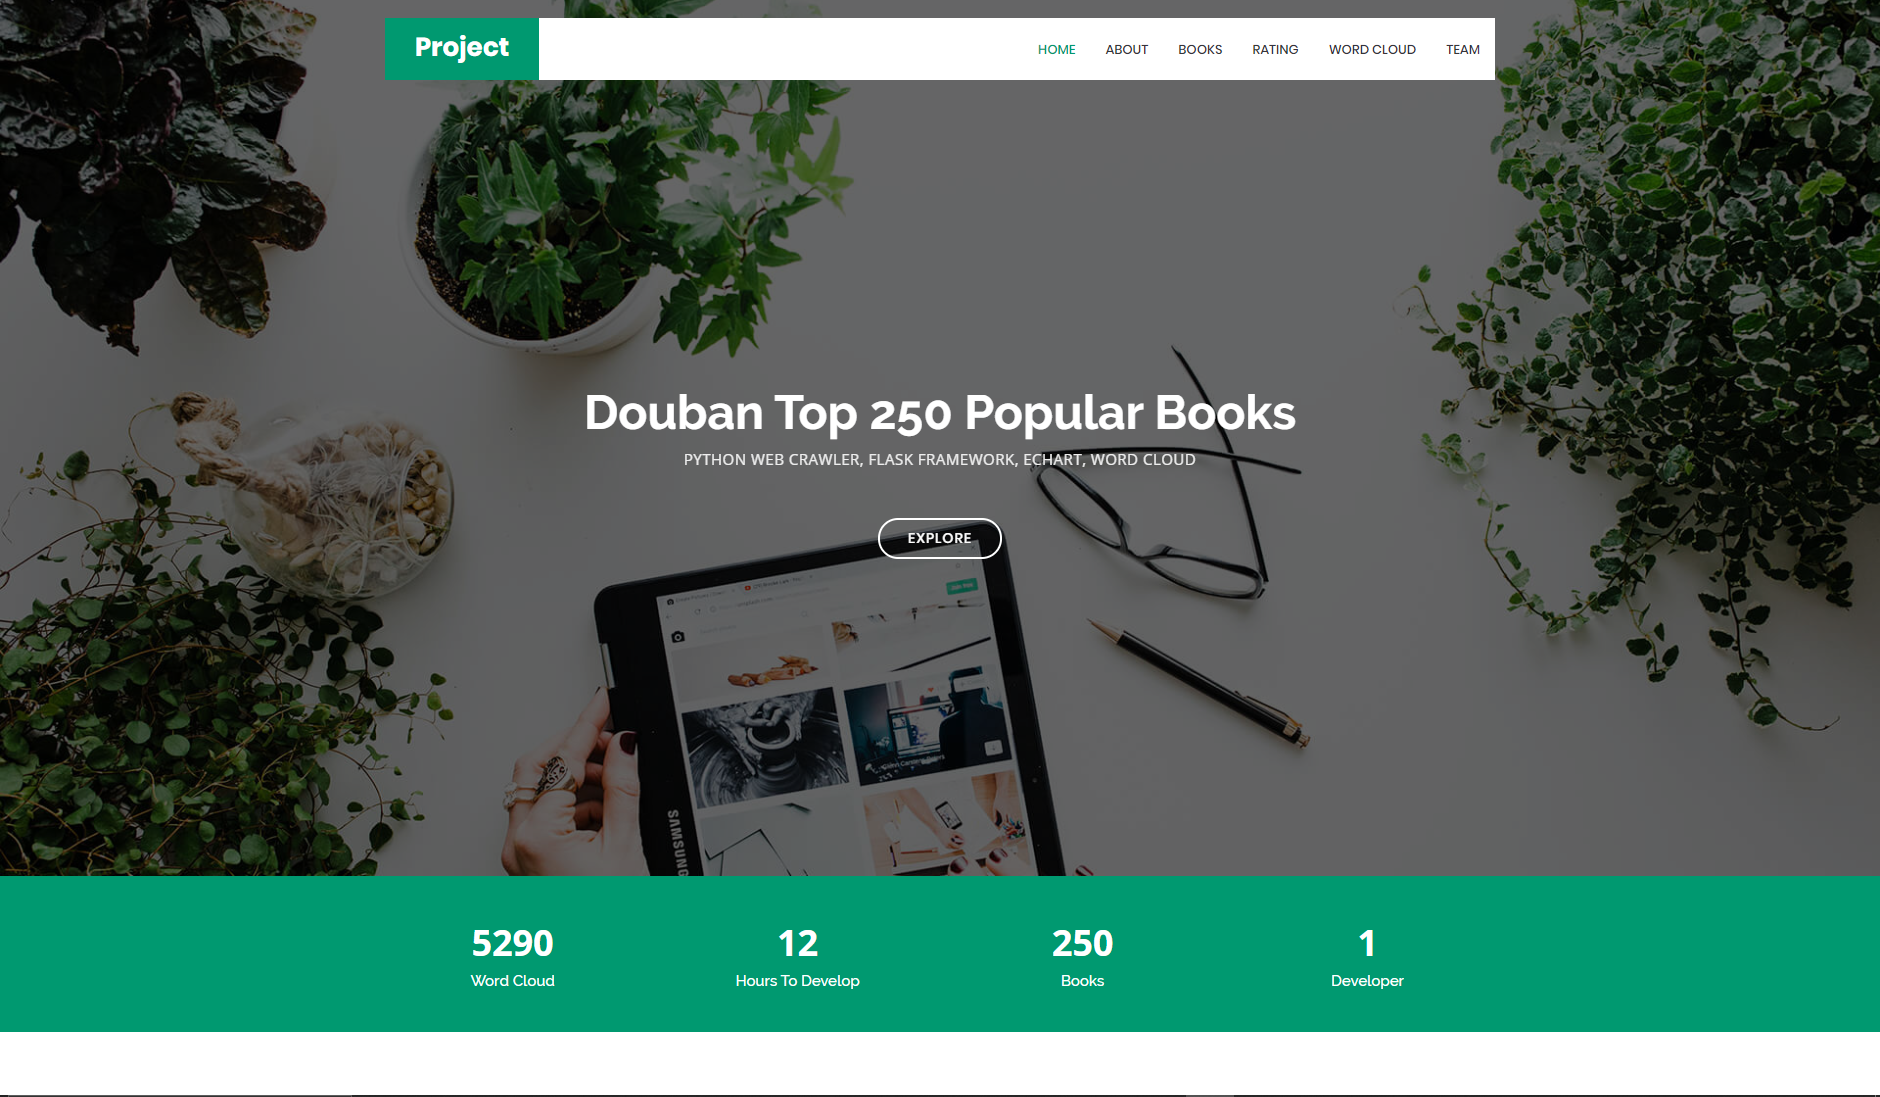 Project
HOME ABOUT BOOKS RATING WORD CLOUD TEAM
Douban Top 250 Popular Books
PYTHON WEB CRAWLER, FLASK FRAMEWORK, ECHART, WORD CLOUD
EXPLORE
SAMSUNG
5290 12 250 1
Word Cloud Hours To Develop Books Developer